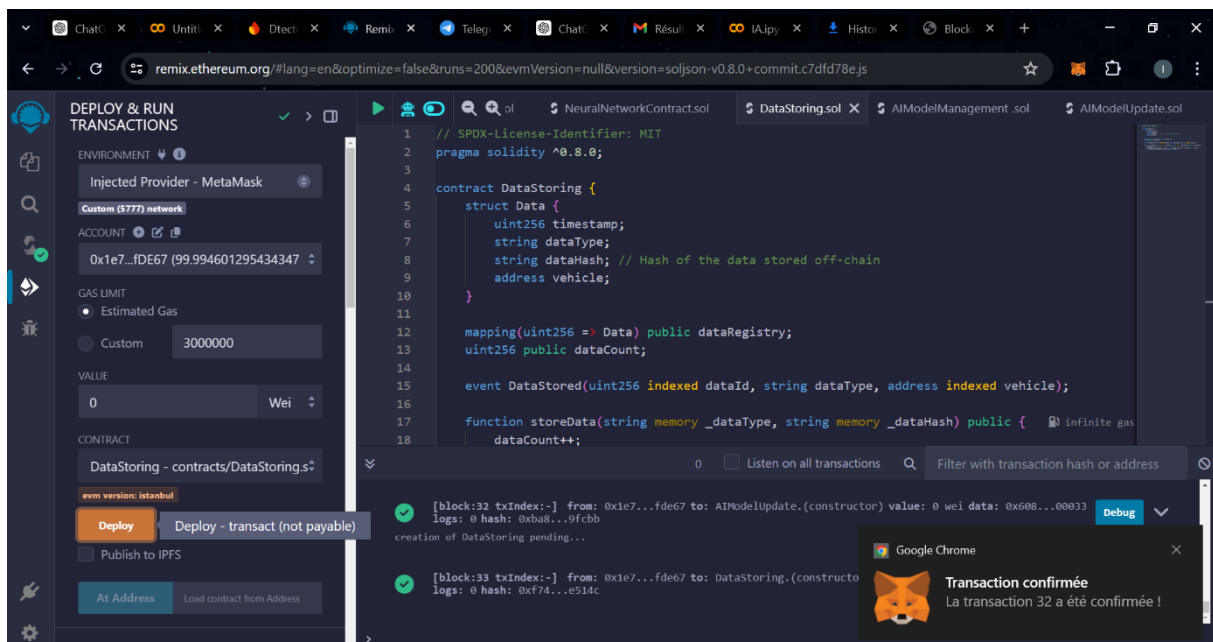 ChatG
Untitl
Dtecti
Remix
Telegr
ChatG
Résult
IA.ipy
Histor
Block
remix.ethereum.org/#lang=en&optimize=false&runs=200&evmVersion=null&version=soljson-v0.8.0+commit.c7dfd78e.js
DEPLOY & RUN
TRANSACTIONS
ENVIRONMENT
Injected Provider - MetaMask
Custom (5777) network
ACCOUNT
0x1e7...fDE67 (99.994601295434347
GAS LIMIT
Estimated Gas
Custom 3000000
VALUE
0 Wei
CONTRACT
DataStoring - contracts/DataStoring.s
evm version: istanbul
Deploy
Deploy - transact (not payable)
Publish to IPFS
At Address Load contract from Address
ol NeuralNetworkContract.sol DataStoring.sol AIModelManagement .sol AIModelUpdate.sol
1 // SPDX-License-Identifier: MIT
2 pragma solidity ^0.8.0;
3
4 contract DataStoring {
5 struct Data {
6 uint256 timestamp;
7 string dataType;
8 string dataHash; // Hash of the data stored off-chain
9 address vehicle;
10 }
11
12 mapping(uint256 => Data) public dataRegistry;
13 uint256 public dataCount;
14
15 event DataStored(uint256 indexed dataId, string dataType, address indexed vehicle);
16
17 function storeData(string memory _dataType, string memory _dataHash) public { infinite gas
18 dataCount++;
0 Listen on all transactions Filter with transaction hash or address
[block:32 txIndex:-] from: 0x1e7...fde67 to: AIModelUpdate.(constructor) value: 0 wei data: 0x608...00033
logs: 0 hash: 0xba8...9fcbb
Debug
creation of DataStoring pending...
[block:33 txIndex:-] from: 0x1e7...fde67 to: DataStoring.(constructo
logs: 0 hash: 0xf74...e514c
Google Chrome
Transaction confirmée
La transaction 32 a été confirmée !
>